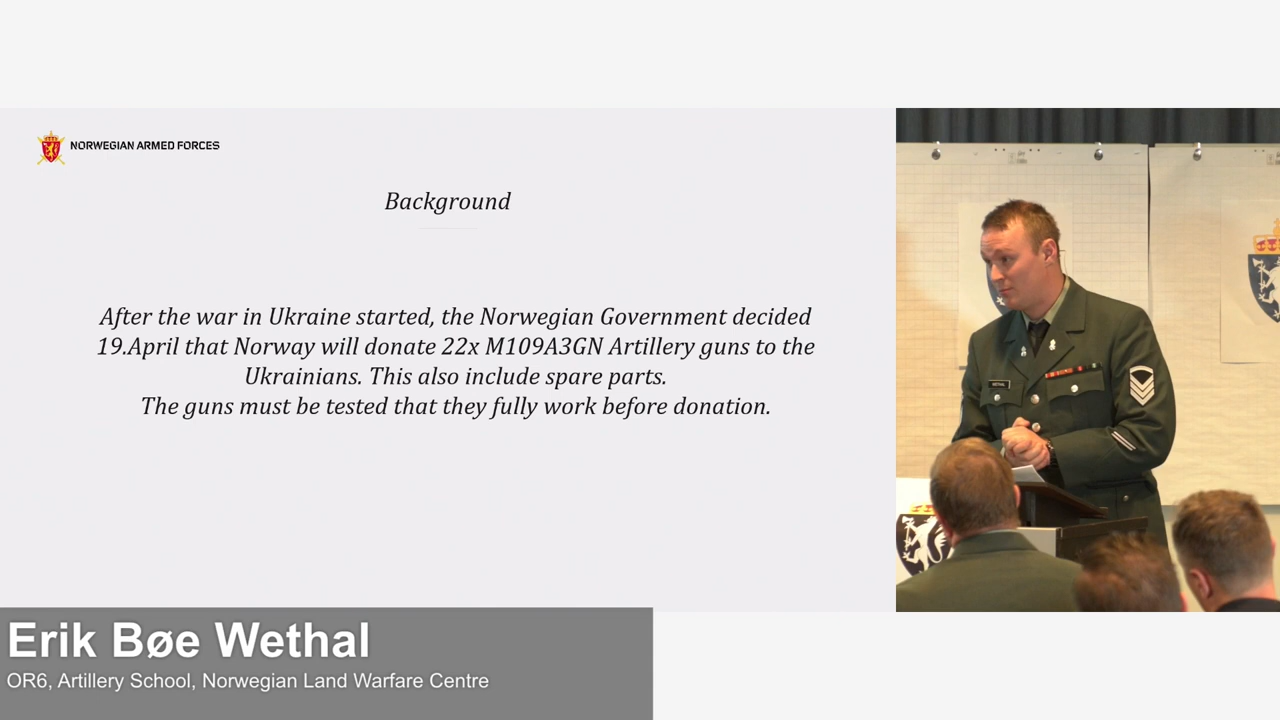 NORWEGIAN ARMED FORCES
Background
After the war in Ukraine started, the Norwegian Government decided
19.April that Norway will donate 22x M109A3GN Artillery guns to the
Ukrainians. This also include spare parts.
The guns must be tested that they fully work before donation.
WETHAL
Erik Bøe Wethal
OR6, Artillery School, Norwegian Land Warfare Centre